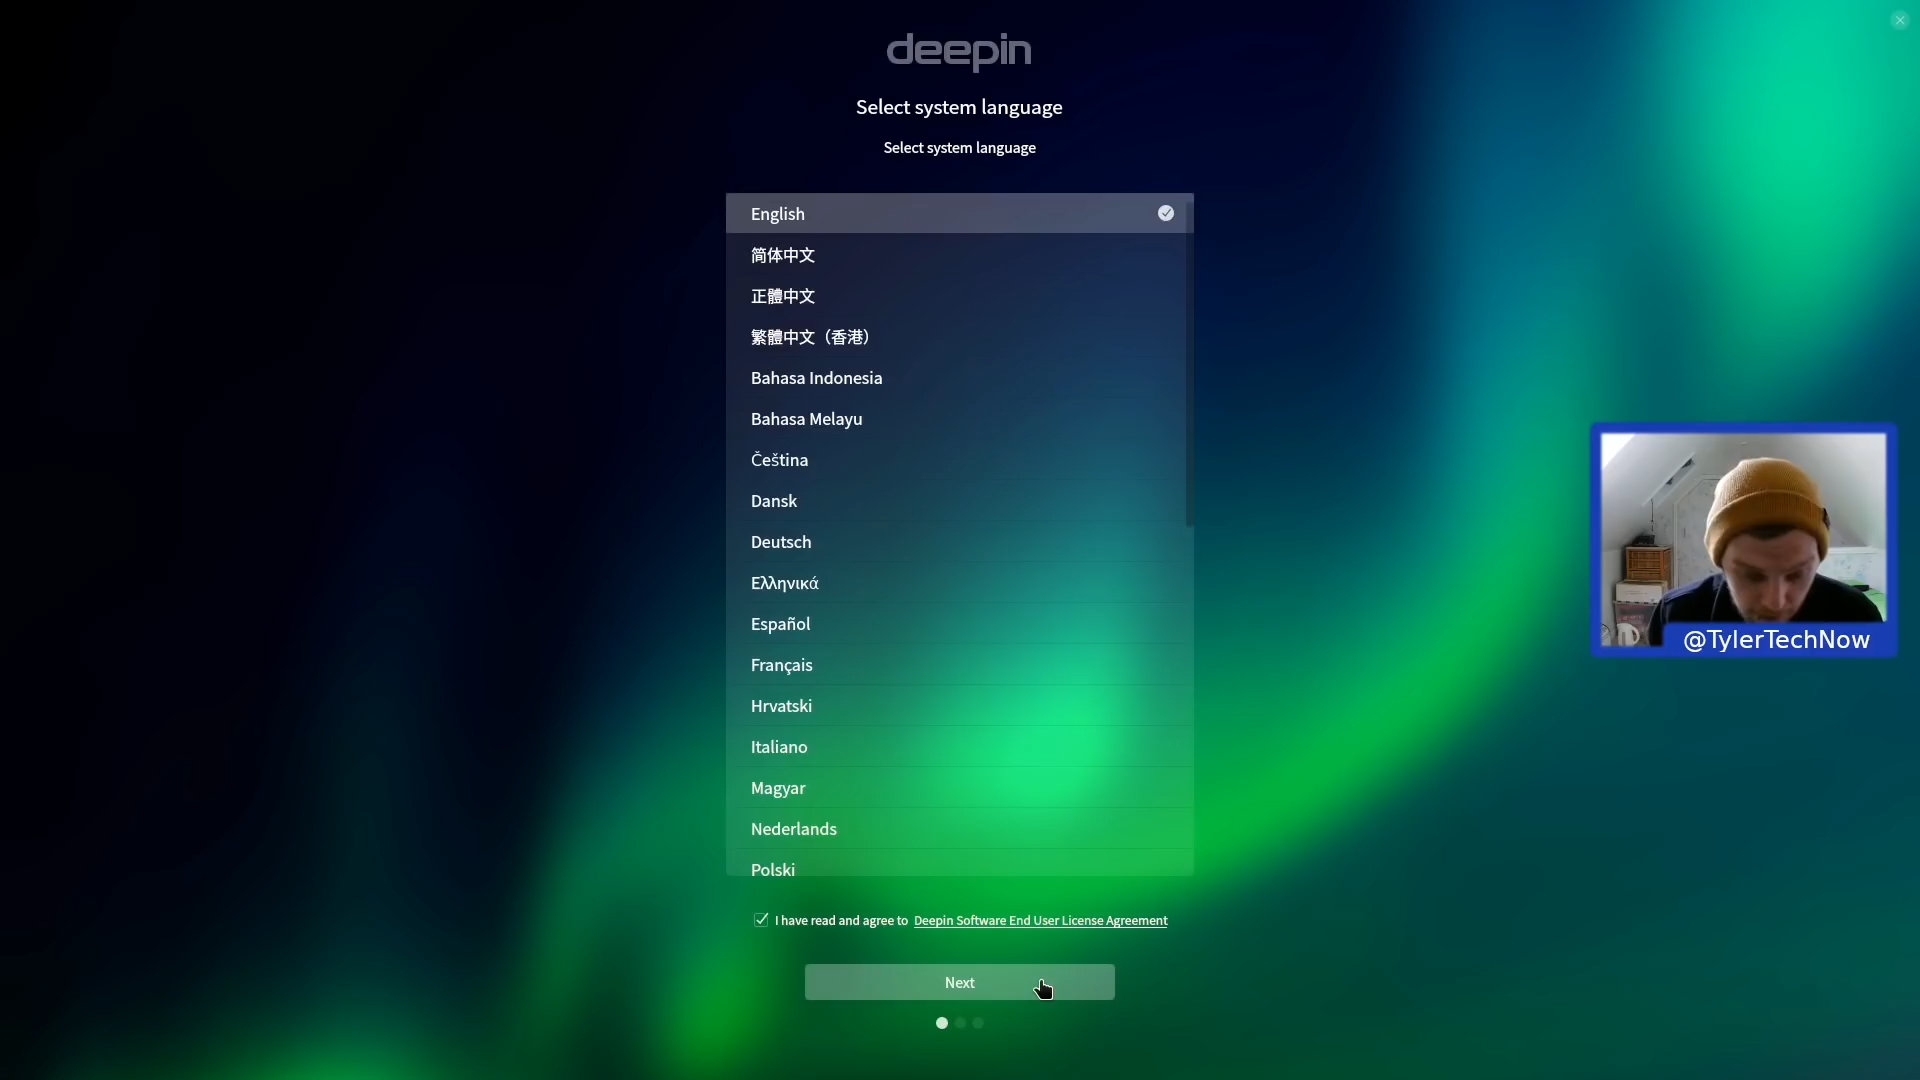 deepin
Select system language
Select system language
English
简体中文
正體中文
繁體中文（香港）
Bahasa Indonesia
Bahasa Melayu
Čeština
Dansk
Deutsch
Ελληνικά
Español
Français
Hrvatski
Italiano
Magyar
Nederlands
Polski
I have read and agree to Deepin Software End User License Agreement
Next
@TylerTechNow